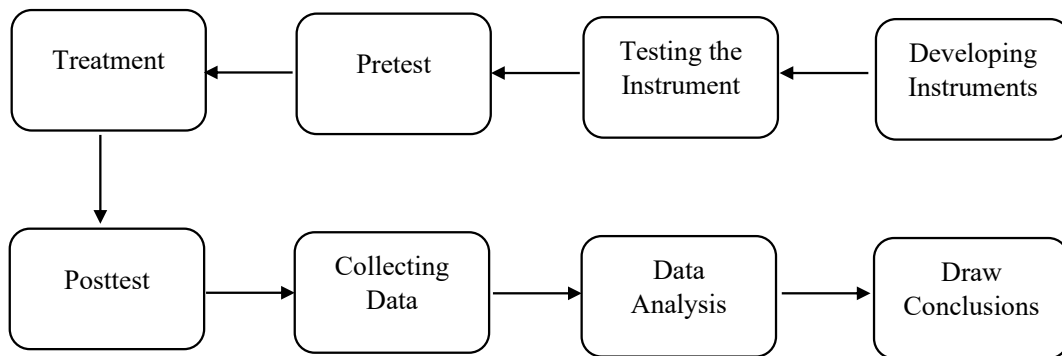 Treatment
Pretest
Testing the
Instrument
Developing
Instruments
Posttest
Collecting
Data
Data
Analysis
Draw
Conclusions